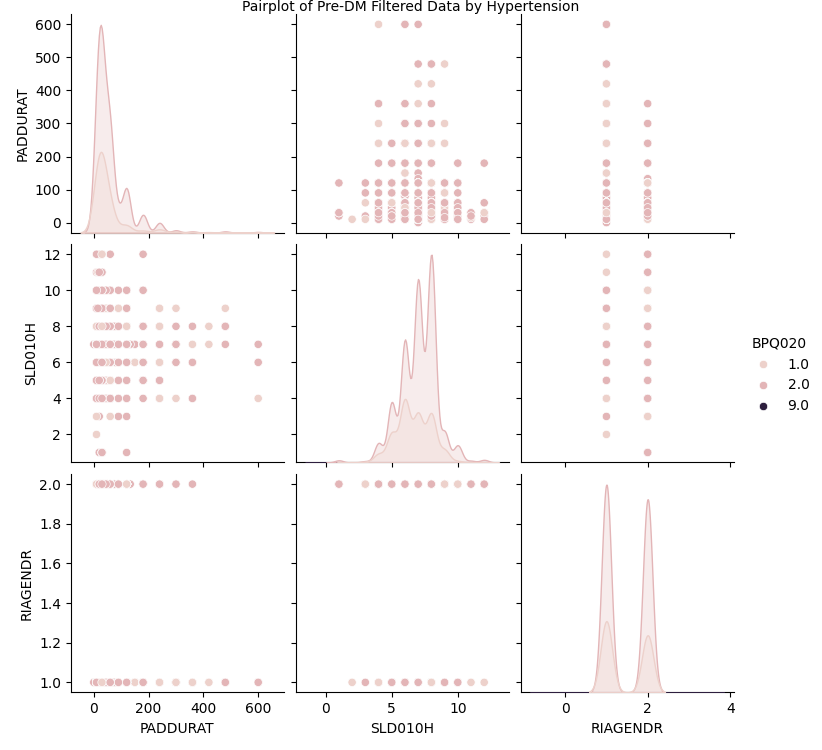 Pairplot of Pre-DM Filtered Data by Hypertension
600
500
400
300
200
100
0
PADDURAT
12
10
8
6
4
2
SLD010H
BPQ020
1.0
2.0
9.0
2.0
1.8
1.6
1.4
1.2
1.0
RIAGENDR
0 200 400 600
0 5 10
0 2 4
PADDURAT
SLD010H
RIAGENDR